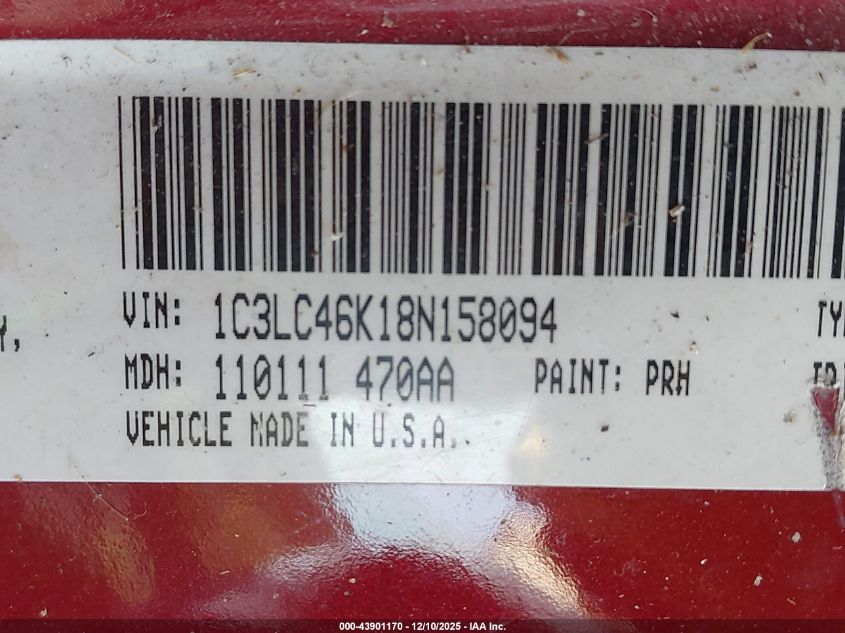 VIN: 1C3LC46K18N158094
Y,
MDH: 110111 470AA PAINT: PRH
VEHICLE MADE IN U.S.A.
000-43901170 - 12/10/2025 - IAA Inc.